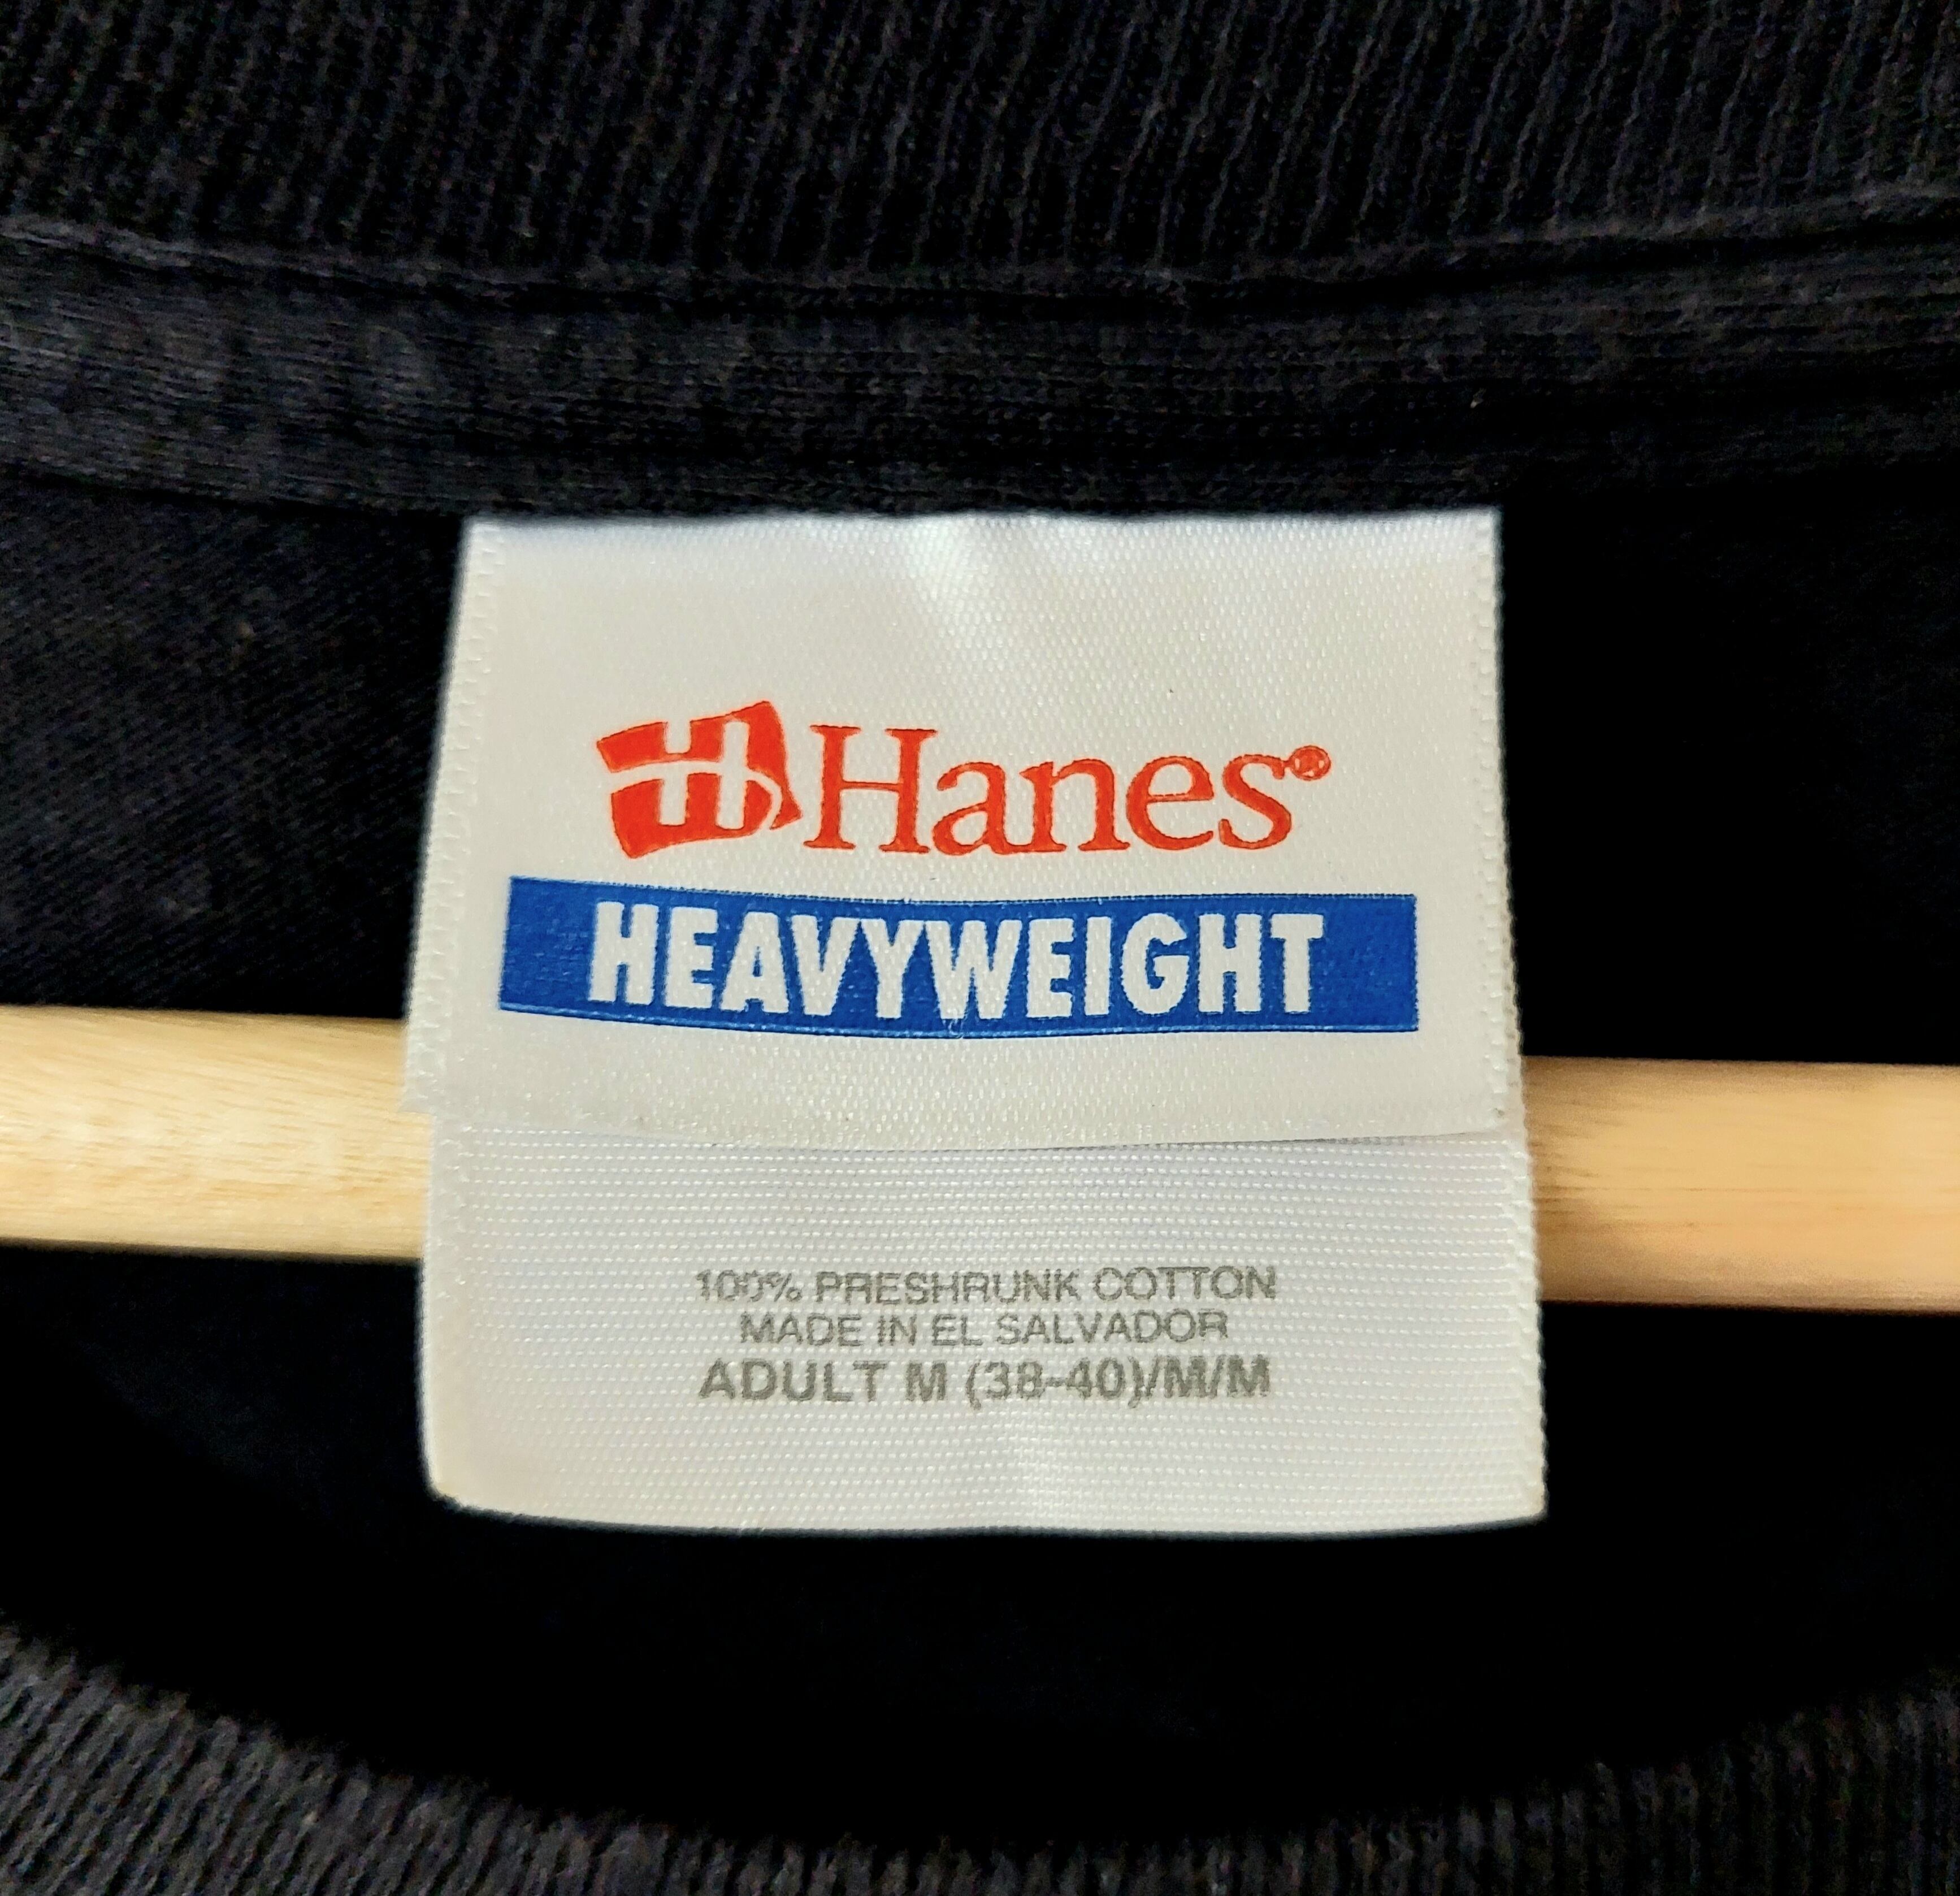 H Hanes®
HEAVYWEIGHT
100% PRESHRUNK COTTON
MADE IN EL SALVADOR
ADULT M (38-40)/M/M